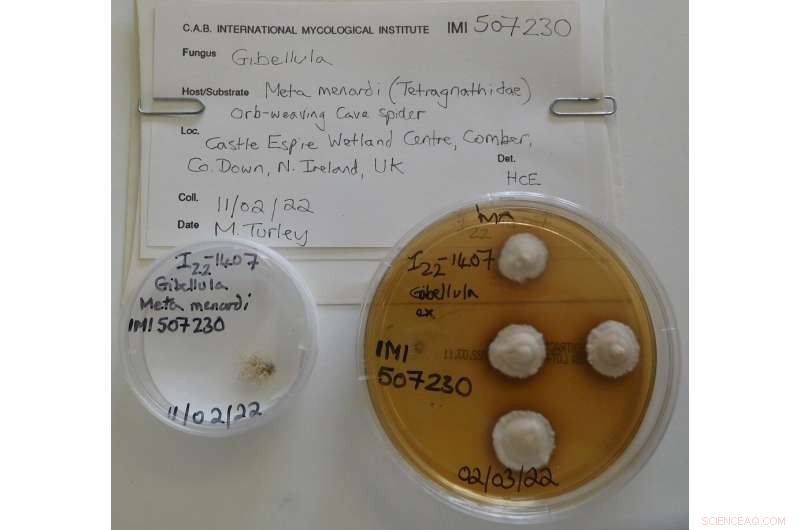 C.A.B. INTERNATIONAL MYCOLOGICAL INSTITUTE IMI 507230
Fungus Gibellula
Host/Substrate Meta menardi (Tetragnathidae)
Orb-weaving Cave spider
Loc. Castle Espie Wetland Centre, Comber,
Co. Down, N. Ireland, UK
Det.
HCE
Coll. 11/02/22
Date M. Turley
I22-1407
Gibellula
Meta menardi
IMI 507230
11/02/22
I22-1407
Gibellula
ex
IMI
507230
02/03/22
SCIENCEAQ.COM